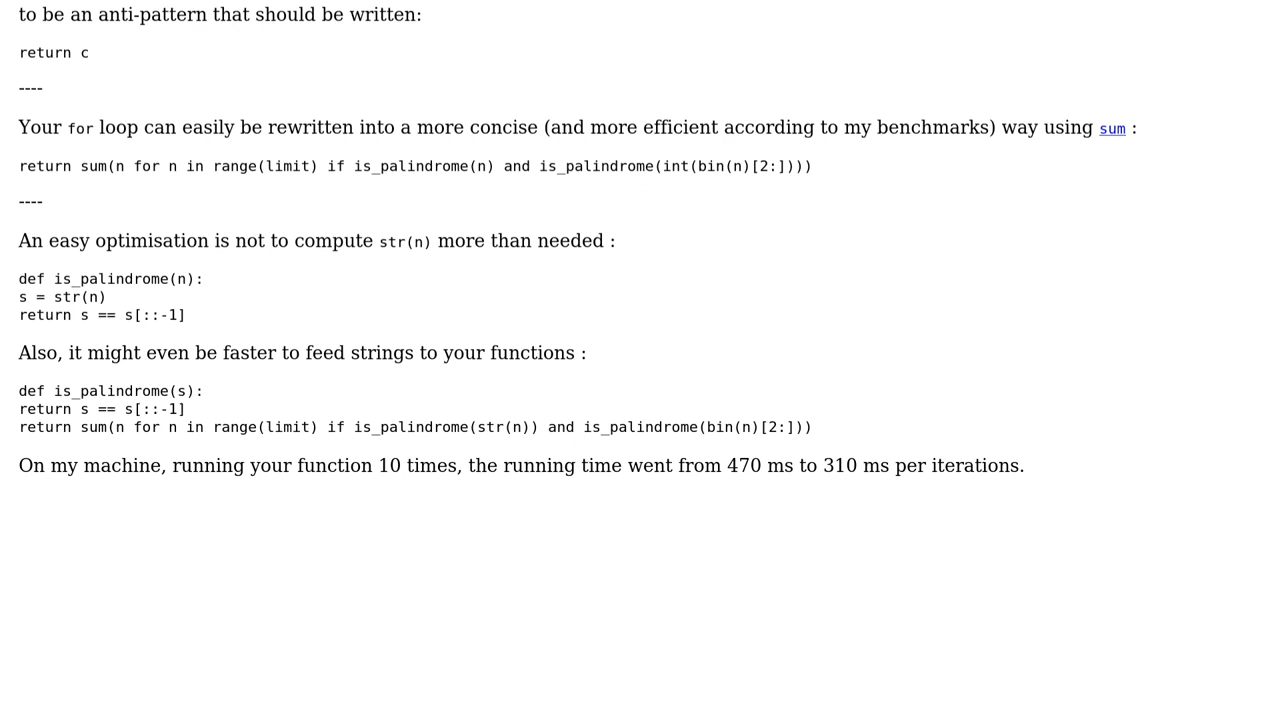 to be an anti-pattern that should be written:
return c
----
Your for loop can easily be rewritten into a more concise (and more efficient according to my benchmarks) way using sum :
return sum(n for n in range(limit) if is_palindrome(n) and is_palindrome(int(bin(n)[2:])))
----
An easy optimisation is not to compute str(n) more than needed :
def is_palindrome(n):
s = str(n)
return s == s[::-1]
Also, it might even be faster to feed strings to your functions :
def is_palindrome(s):
return s == s[::-1]
return sum(n for n in range(limit) if is_palindrome(str(n)) and is_palindrome(bin(n)[2:]))
On my machine, running your function 10 times, the running time went from 470 ms to 310 ms per iterations.